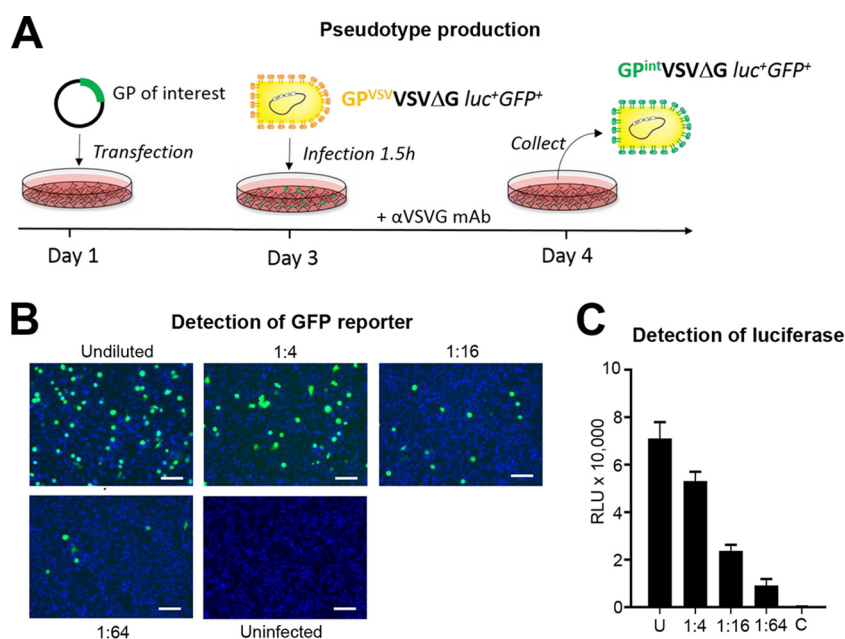 A
Pseudotype production
GP of interest
Transfection
GPVSVVSVΔG luc+GFP+
Infection 1.5h
+ αVSVG mAb
Collect
GPintVSVΔG luc+GFP+
Day 1
Day 3
Day 4
B
Detection of GFP reporter
Undiluted
1:4
1:16
1:64
Uninfected
C
Detection of luciferase
RLU x 10,000
10
8
6
4
2
0
U 1:4 1:16 1:64 C